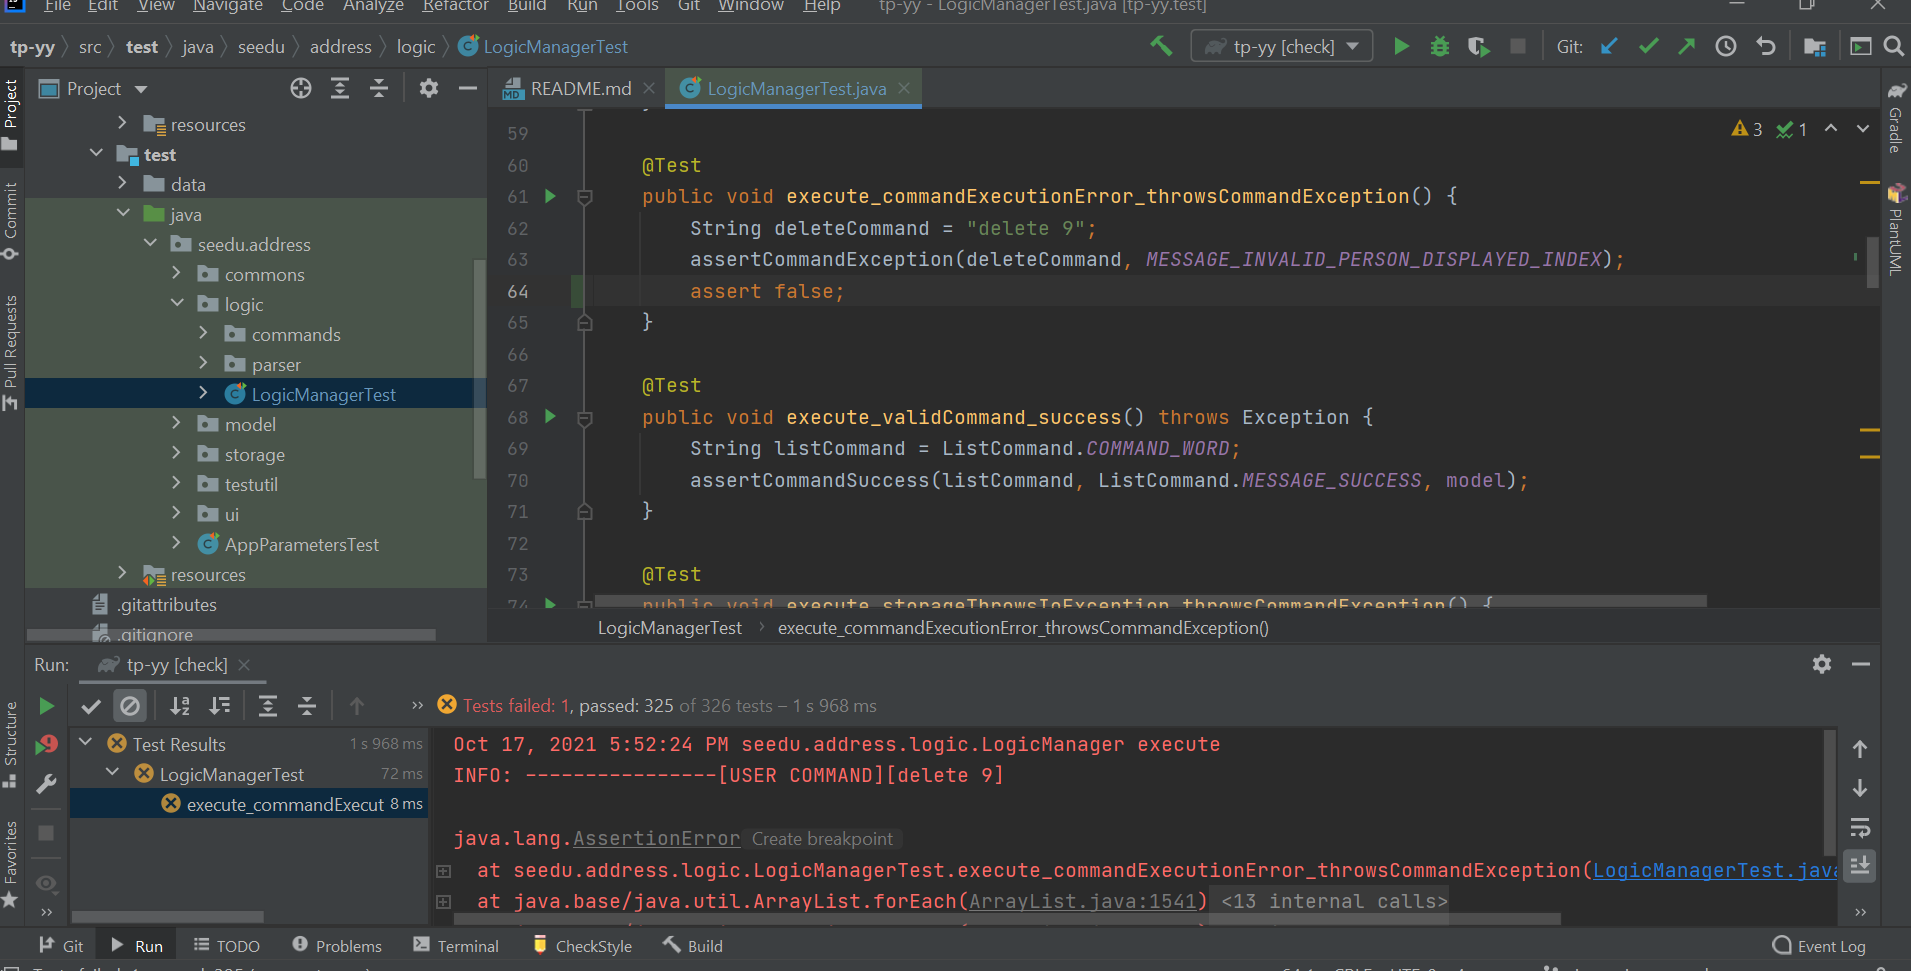 File Edit View Navigate Code Analyze Refactor Build Run Tools Git Window Help tp-yy - LogicManagerTest.java [tp-yy.test]
tp-yy src test java seedu address logic LogicManagerTest tp-yy [check] Git:
Project
README.md LogicManagerTest.java
Project
Commit
Pull Requests
Structure
Favorites
resources
test
data
java
seedu.address
commons
logic
commands
parser
LogicManagerTest
model
storage
testutil
ui
AppParametersTest
resources
.gitattributes
.gitignore
3 1
59
60 @Test
61 public void execute_commandExecutionError_throwsCommandException() {
62 String deleteCommand = "delete 9";
63 assertCommandException(deleteCommand, MESSAGE_INVALID_PERSON_DISPLAYED_INDEX);
64 assert false;
65 }
66
67 @Test
68 public void execute_validCommand_success() throws Exception {
69 String listCommand = ListCommand.COMMAND_WORD;
70 assertCommandSuccess(listCommand, ListCommand.MESSAGE_SUCCESS, model);
71 }
72
73 @Test
74 public void execute_storageThrowsIoException_throwsCommandException() {
LogicManagerTest execute_commandExecutionError_throwsCommandException()
Gradle
PlantUML
Run: tp-yy [check]
Tests failed: 1, passed: 325 of 326 tests – 1 s 968 ms
Test Results 1 s 968 ms
LogicManagerTest 72 ms
execute_commandExecut 8 ms
Oct 17, 2021 5:52:24 PM seedu.address.logic.LogicManager execute
INFO: ----------------[USER COMMAND][delete 9]
java.lang.AssertionError Create breakpoint
at seedu.address.logic.LogicManagerTest.execute_commandExecutionError_throwsCommandException(LogicManagerTest.java
at java.base/java.util.ArrayList.forEach(ArrayList.java:1541) <13 internal calls>
Git Run TODO Problems Terminal CheckStyle Build Event Log